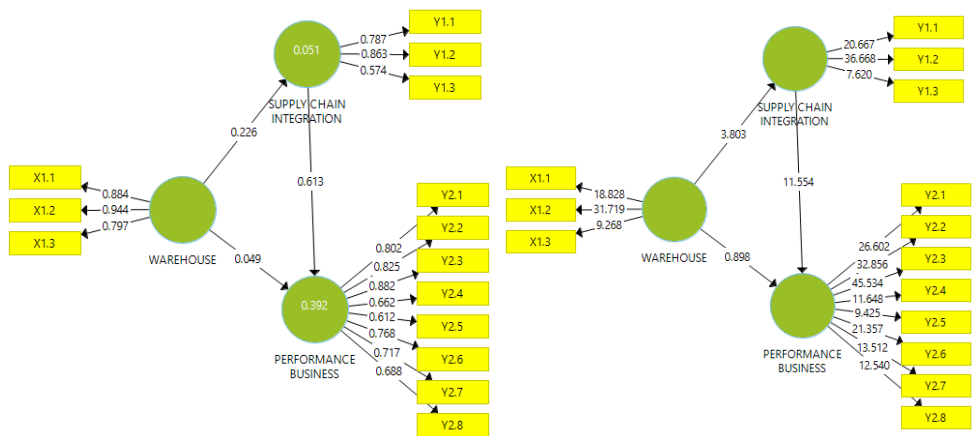 Y1.1
0.787
0.863
Y1.2
0.574
Y1.3
0.051
SUPPLY CHAIN
INTEGRATION
0.226
0.613
X1.1
0.884
X1.2
0.944
X1.3
0.797
WAREHOUSE
0.049
0.392
PERFORMANCE
BUSINESS
Y2.1
0.802
Y2.2
0.825
Y2.3
0.882
Y2.4
0.662
Y2.5
0.612
Y2.6
0.768
Y2.7
0.717
Y2.8
0.688
Y1.1
20.667
Y1.2
36.668
Y1.3
7.620
SUPPLY CHAIN
INTEGRATION
3.803
11.554
X1.1
18.828
X1.2
31.719
X1.3
9.268
WAREHOUSE
0.898
PERFORMANCE
BUSINESS
Y2.1
26.602
Y2.2
32.856
Y2.3
45.534
Y2.4
11.648
Y2.5
9.425
Y2.6
21.357
Y2.7
13.512
Y2.8
12.540